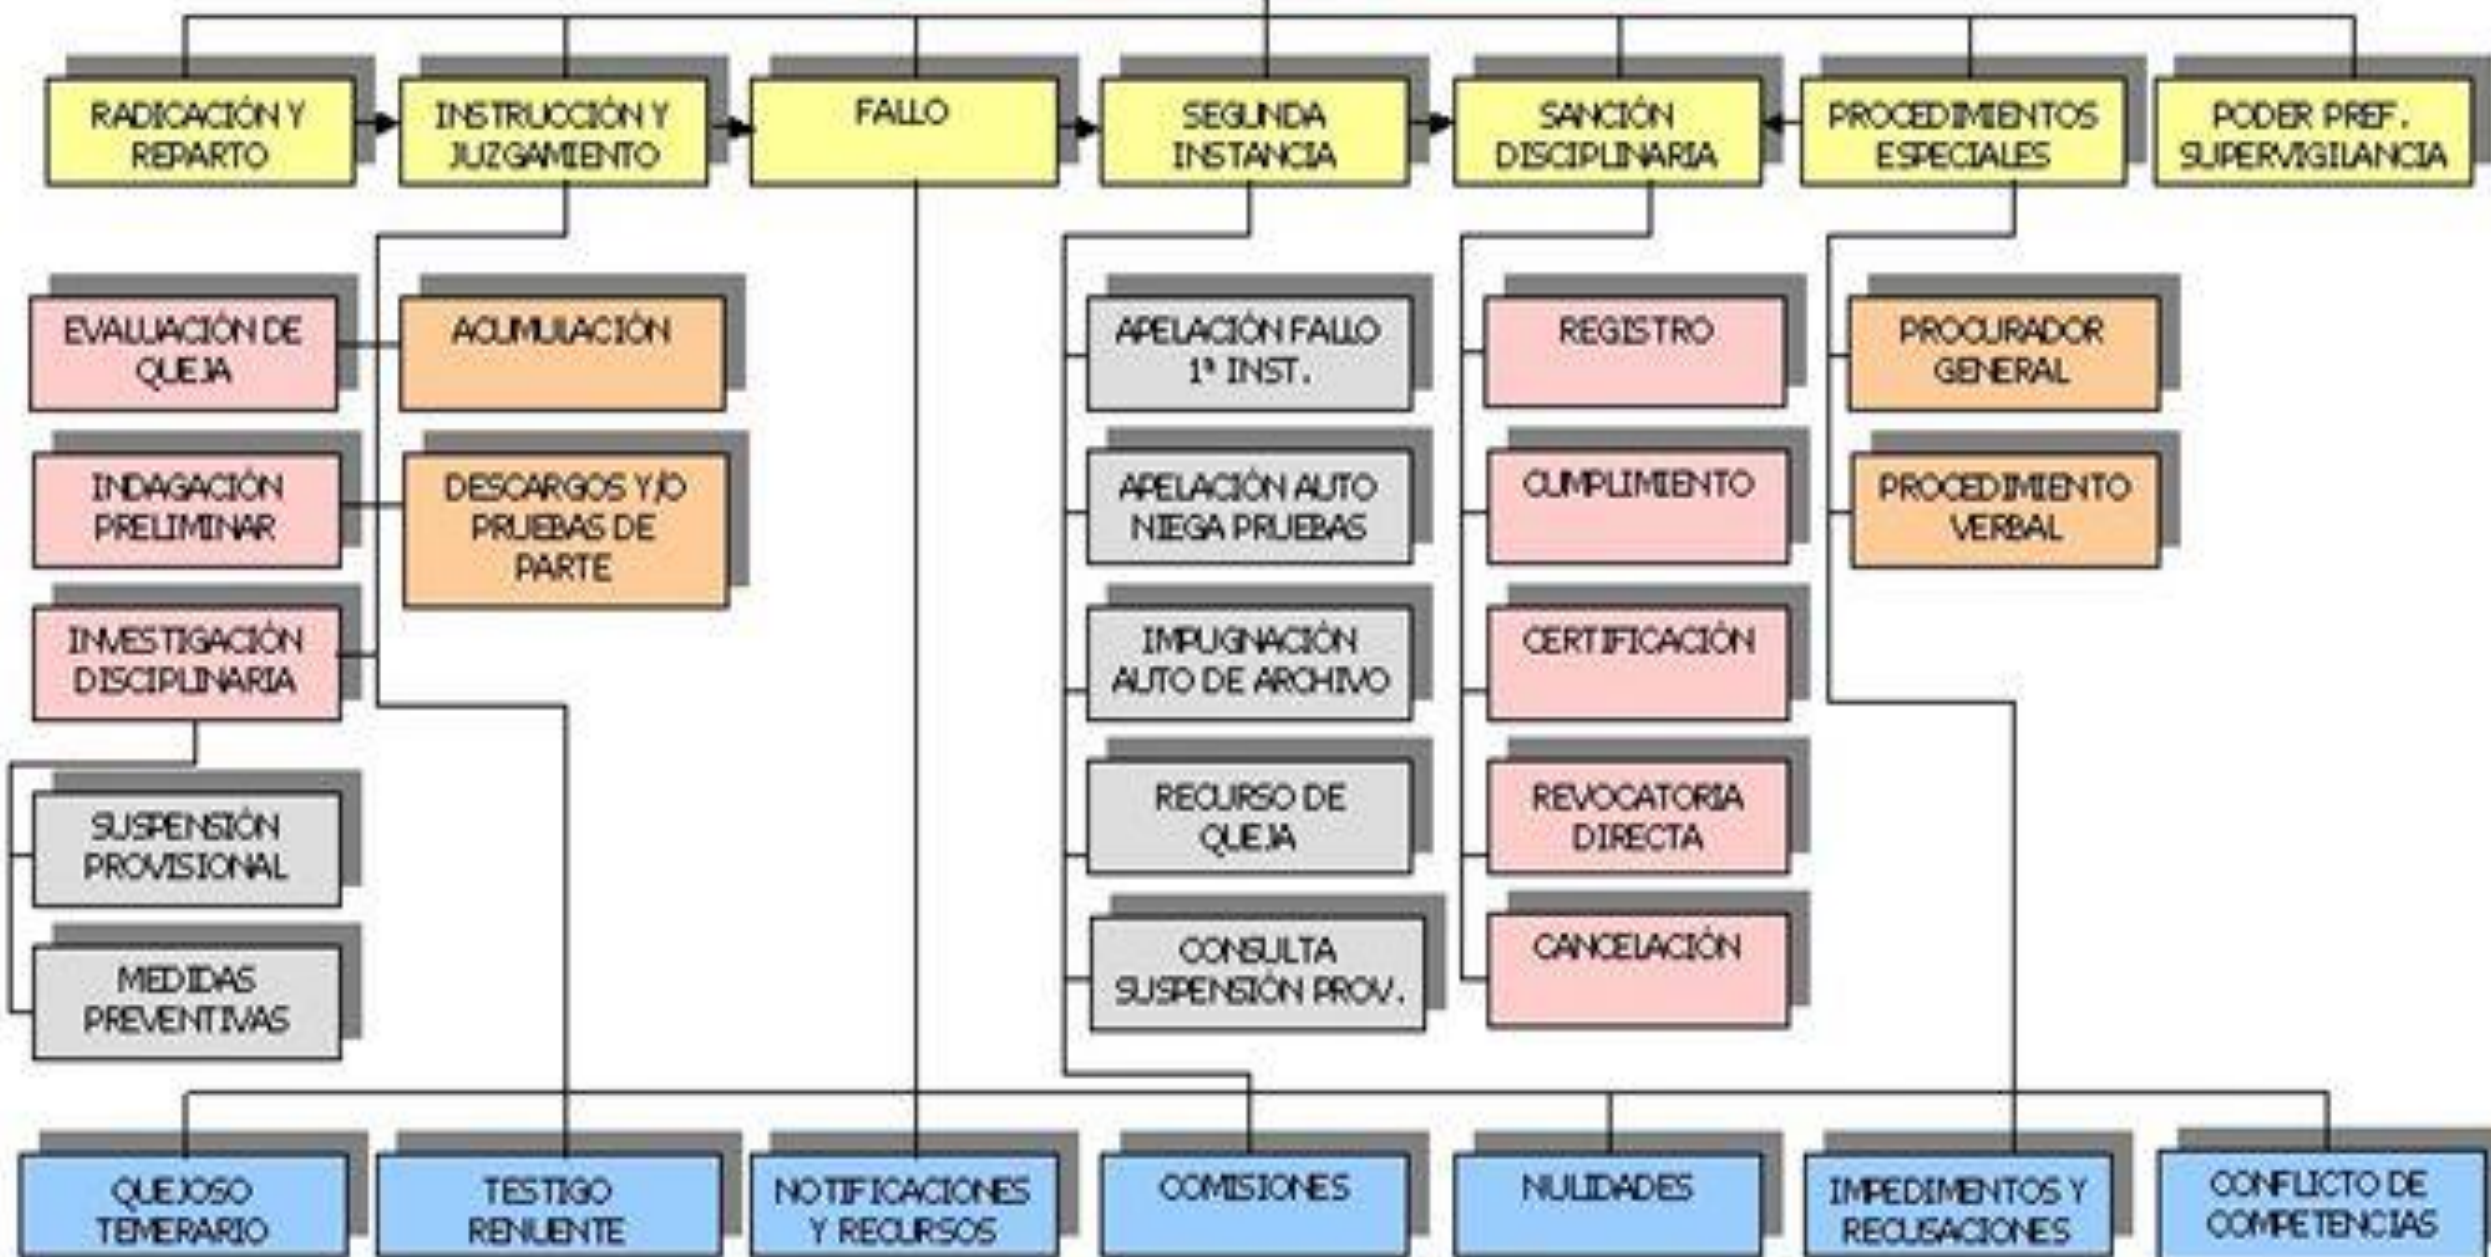 RADICACIÓN Y
REPARTO
INSTRUCCIÓN Y
JUZGAMIENTO
FALLO
SEGUNDA
INSTANCIA
SANCIÓN
DISCIPLINARIA
PROCEDIMIENTOS
ESPECIALES
PODER PREF.
SUPERVIGILANCIA
EVALUACIÓN DE
QUEJA
ACUMULACIÓN
INDAGACIÓN
PRELIMINAR
DESCARGOS Y/O
PRUEBAS DE
PARTE
INVESTIGACIÓN
DISCIPLINARIA
SUSPENSIÓN
PROVISIONAL
MEDIDAS
PREVENTIVAS
APELACIÓN FALLO
1ª INST.
APELACIÓN AUTO
NIEGA PRUEBAS
IMPUGNACIÓN
AUTO DE ARCHIVO
RECURSO DE
QUEJA
CONSULTA
SUSPENSIÓN PROV.
REGISTRO
CUMPLIMIENTO
CERTIFICACIÓN
REVOCATORIA
DIRECTA
CANCELACIÓN
PROCURADOR
GENERAL
PROCEDIMIENTO
VERBAL
QUEJOSO
TEMERARIO
TESTIGO
RENUENTE
NOTIFICACIONES
Y RECURSOS
COMISIONES
NULIDADES
IMPEDIMENTOS Y
RECUSACIONES
CONFLICTO DE
COMPETENCIAS